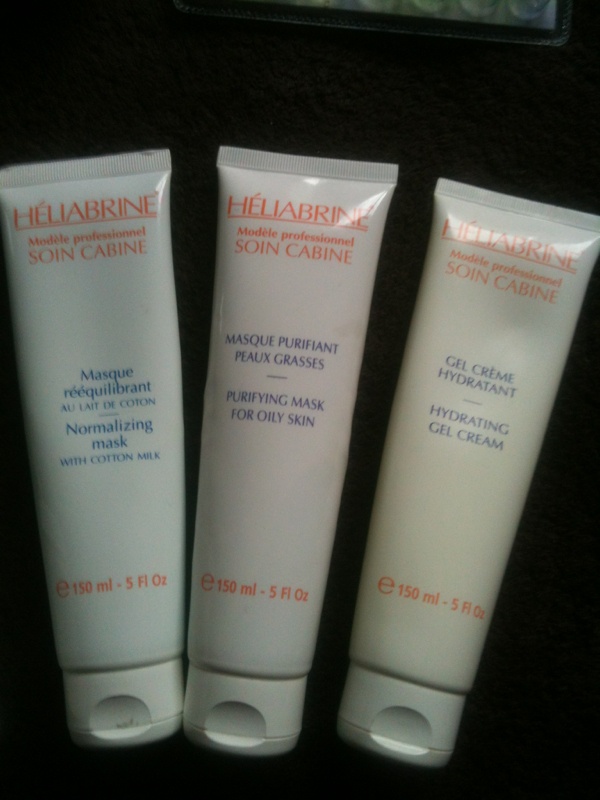 HÉLIABRINE
Modèle professionnel
SOIN CABINE
Masque
rééquilibrant
AU LAIT DE COTON
Normalizing
mask
WITH COTTON MILK
e 150 ml - 5 Fl Oz
HÉLIABRINE
Modèle professionnel
SOIN CABINE
MASQUE PURIFIANT
PEAUX GRASSES
PURIFYING MASK
FOR OILY SKIN
e 150 ml - 5 Fl Oz
HÉLIABRINE
Modèle professionnel
SOIN CABINE
GEL CRÈME
HYDRATANT
HYDRATING
GEL CREAM
e 150 ml - 5 Fl Oz